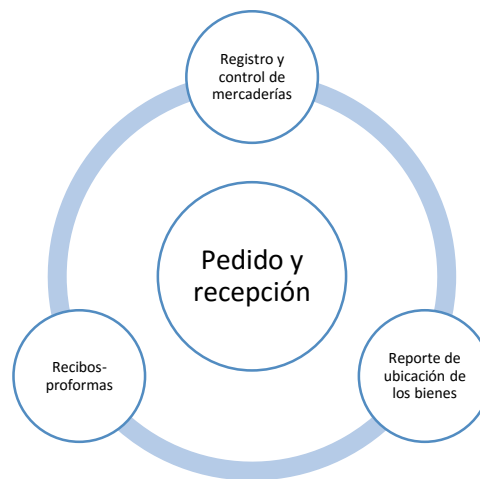 Registro y
control de
mercaderías
Pedido y
recepción
Recibos-
proformas
Reporte de
ubicación de
los bienes